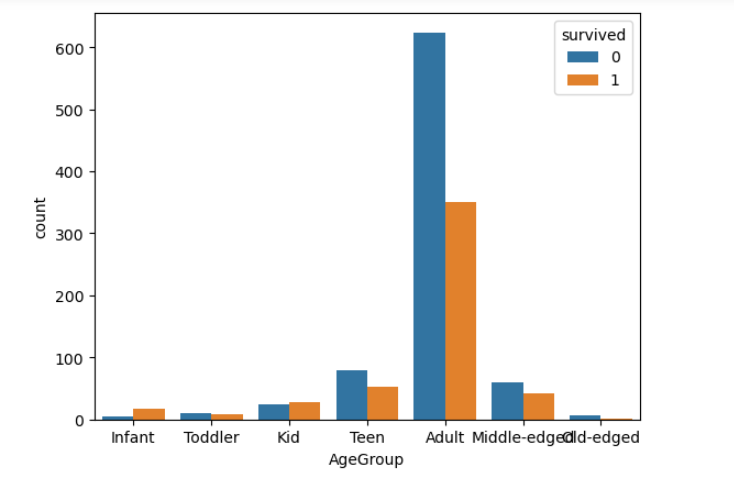 survived
0
1
600
500
400
300
200
100
0
count
Infant Toddler Kid Teen Adult Middle-edged Old-edged
AgeGroup